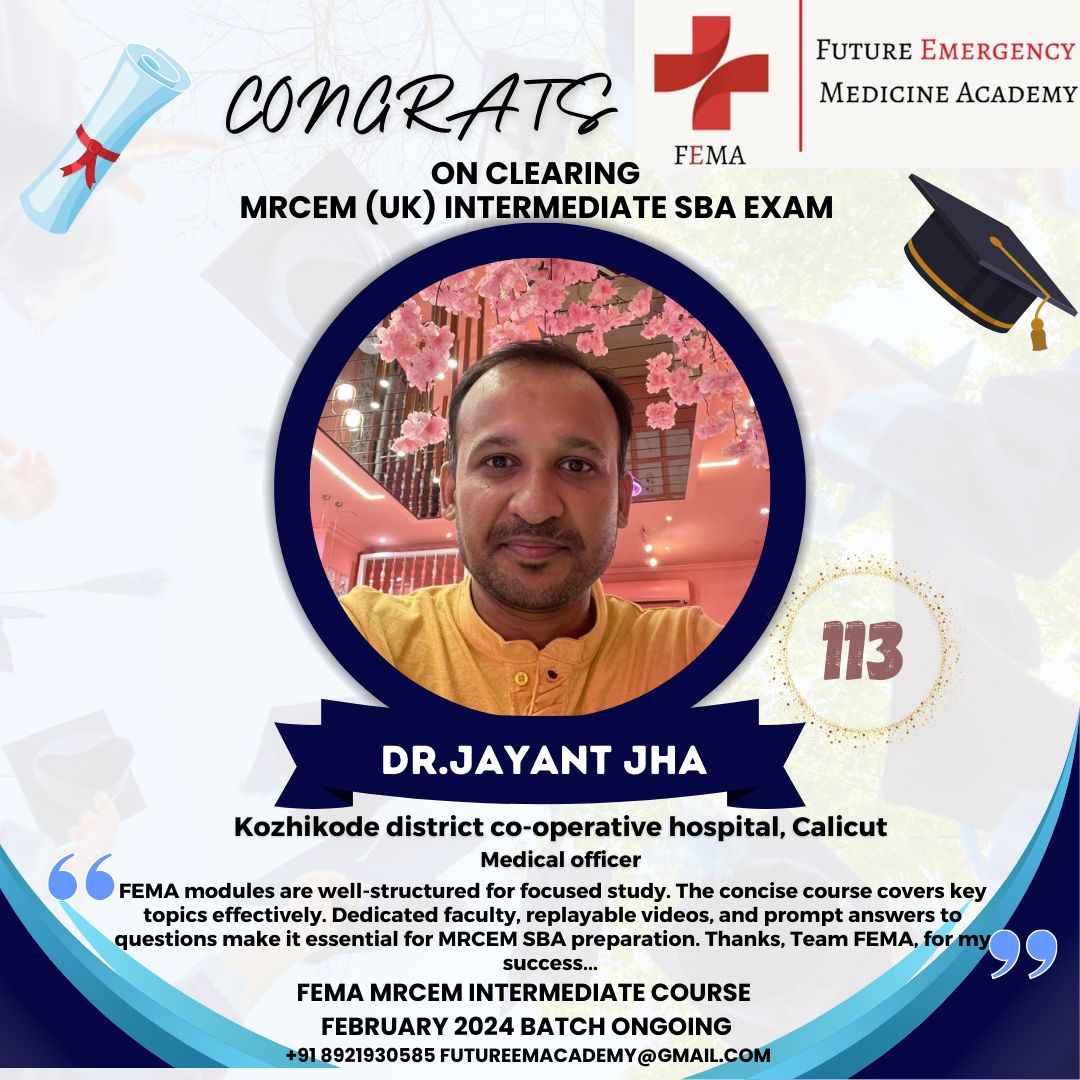 CONGRATS
FEMA
FUTURE EMERGENCY
MEDICINE ACADEMY
ON CLEARING
MRCEM (UK) INTERMEDIATE SBA EXAM
113
DR.JAYANT JHA
Kozhikode district co-operative hospital, Calicut
Medical officer
“FEMA modules are well-structured for focused study. The concise course covers key
topics effectively. Dedicated faculty, replayable videos, and prompt answers to
questions make it essential for MRCEM SBA preparation. Thanks, Team FEMA, for my
success...”
FEMA MRCEM INTERMEDIATE COURSE
FEBRUARY 2024 BATCH ONGOING
+91 8921930585 FUTUREEMACADEMY@GMAIL.COM